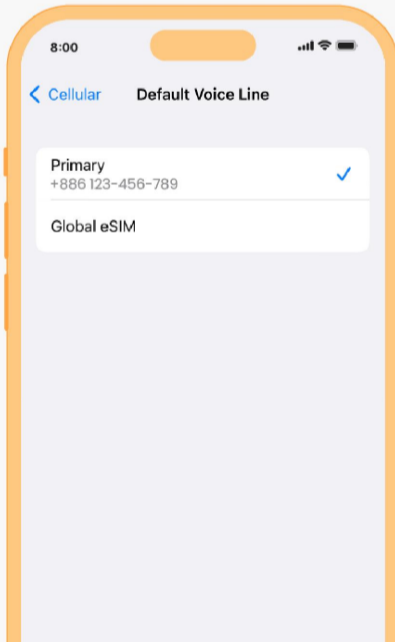 8:00
Cellular Default Voice Line
Primary
+886 123-456-789
Global eSIM